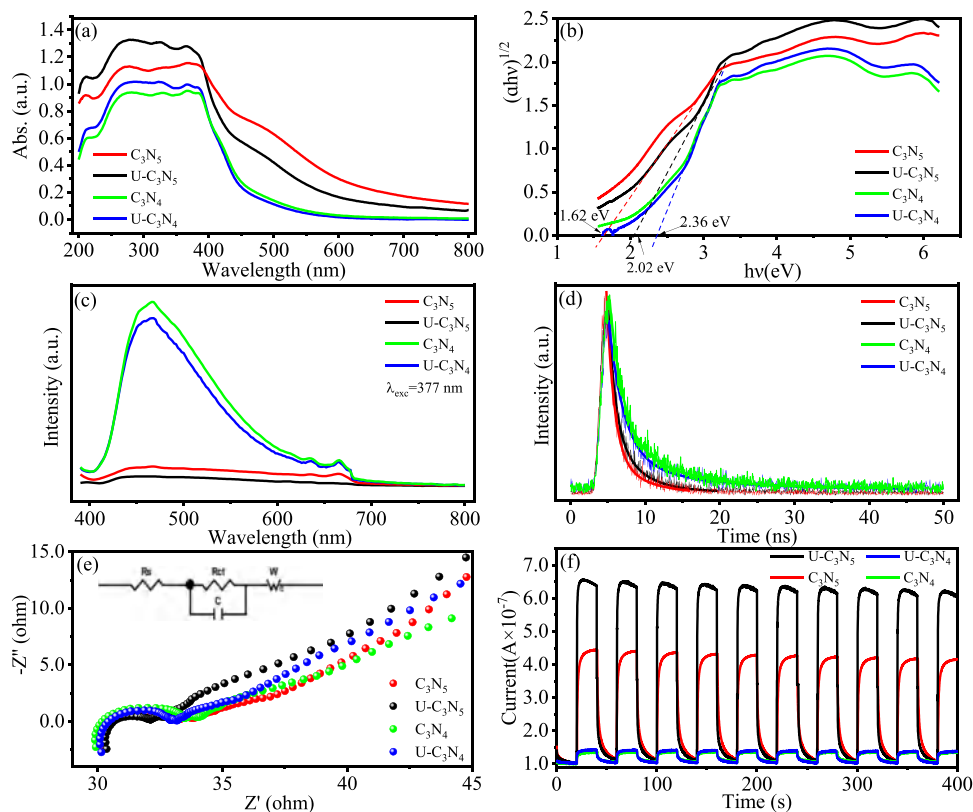 (a)
Abs. (a.u.)
1.4
1.2
1.0
0.8
0.6
0.4
0.2
0.0
C₃N₅
U-C₃N₅
C₃N₄
U-C₃N₄
200 300 400 500 600 700 800
Wavelength (nm)
(b)
(αhν)^1/2
(2.5
2.0
1.5
1.0
0.5
0.0
C₃N₅
U-C₃N₅
C₃N₄
U-C₃N₄
1.62 eV
2.36 eV
2.02 eV
1 2 3 4 5 6
hν(eV)
(c)
Intensity (a.u.)
C₃N₅
U-C₃N₅
C₃N₄
U-C₃N₄
λexc=377 nm
400 500 600 700 800
Wavelength (nm)
(d)
Intensity (a.u.)
C₃N₅
U-C₃N₅
C₃N₄
U-C₃N₄
0 10 20 30 40 50
Time (ns)
(e)
-Z'' (ohm)
15.0
10.0
5.0
0.0
Rs Rct W
C
C₃N₅
U-C₃N₅
C₃N₄
U-C₃N₄
30 35 40 45
Z' (ohm)
(f)
Current(A×10⁻⁷)
7.0
6.0
5.0
4.0
3.0
2.0
1.0
U-C₃N₅ U-C₃N₄
C₃N₅ C₃N₄
0 100 200 300 400
Time (s)